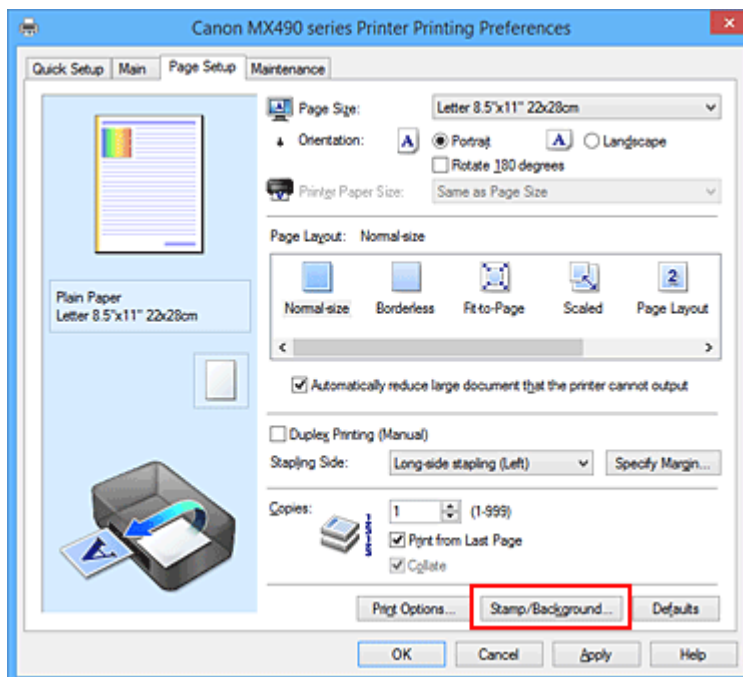 Canon MX490 series Printer Printing Preferences
Quick Setup Main Page Setup Maintenance
Page Size: Letter 8.5"x11" 22x28cm
Orientation: A Portrait A Landscape
Rotate 180 degrees
Printer Paper Size: Same as Page Size
Page Layout: Normal-size
2
Normal-size Borderless Fit-to-Page Scaled Page Layout
Plain Paper
Letter 8.5"x11" 22x28cm
Automatically reduce large document that the printer cannot output
Duplex Printing (Manual)
Stapling Side: Long-side stapling (Left) Specify Margin...
Copies: 1 (1-999)
Print from Last Page
Collate
A
Print Options... Stamp/Background... Defaults
OK Cancel Apply Help